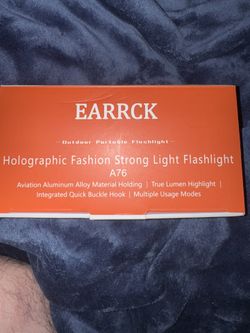 EARRCK
Outdoor Portable Flashlight
Holographic Fashion Strong Light Flashlight
A76
Aviation Aluminum Alloy Material Holding | True Lumen Highlight |
Integrated Quick Buckle Hook | Multiple Usage Modes